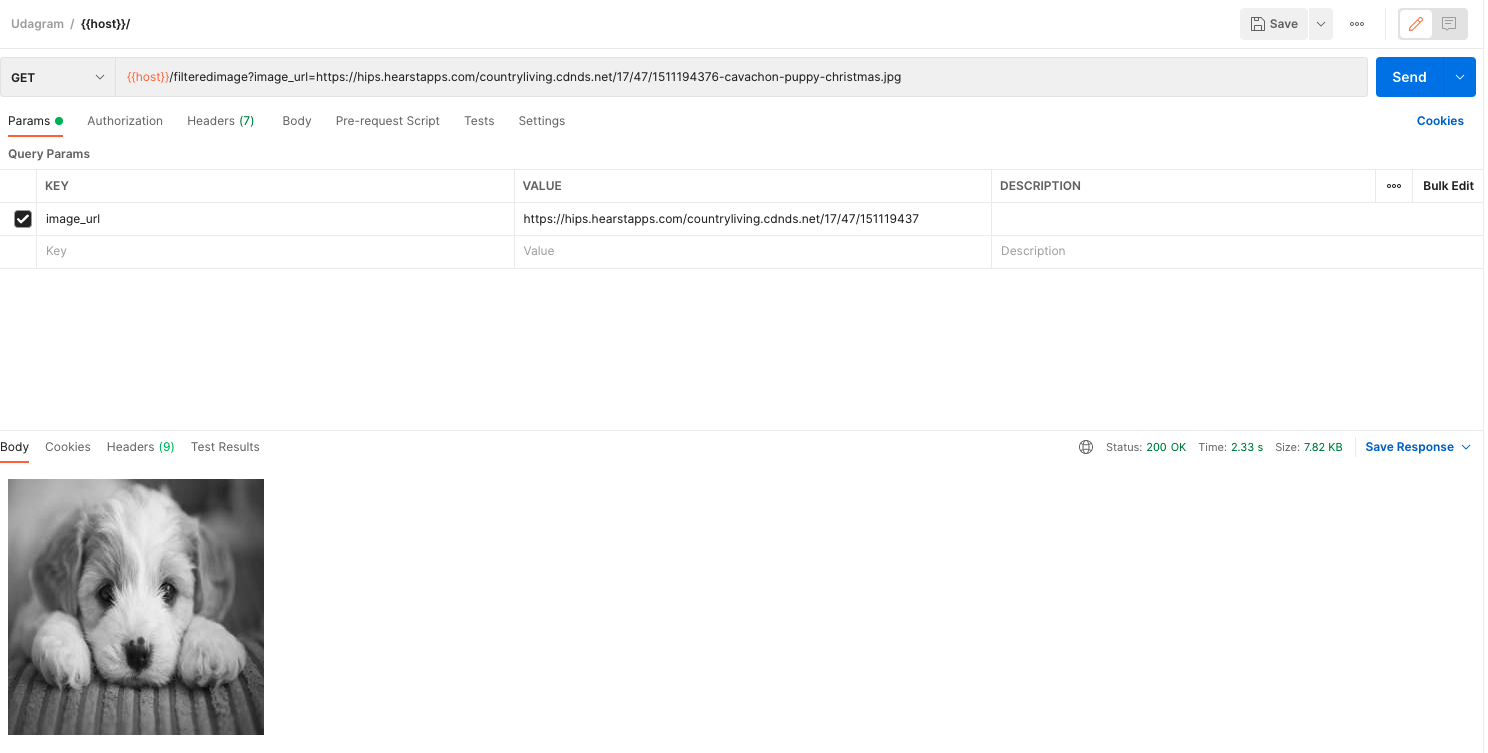 Udagram / {{host}}/
Save
GET
{{host}}/filteredimage?image_url=https://hips.hearstapps.com/countryliving.cdnds.net/17/47/1511194376-cavachon-puppy-christmas.jpg
Send
Params Authorization Headers (7) Body Pre-request Script Tests Settings Cookies
Query Params
KEY VALUE DESCRIPTION Bulk Edit
image_url https://hips.hearstapps.com/countryliving.cdnds.net/17/47/151119437
Key Value Description
Body Cookies Headers (9) Test Results Status: 200 OK Time: 2.33 s Size: 7.82 KB Save Response